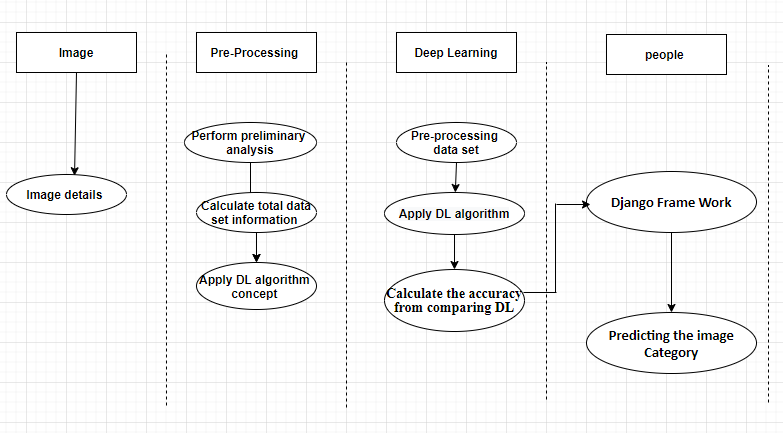 Image
Image details
Pre-Processing
Perform preliminary
analysis
Calculate total data
set information
Apply DL algorithm
concept
Deep Learning
Pre-processing
data set
Apply DL algorithm
Calculate the accuracy
from comparing DL
people
Django Frame Work
Predicting the image
Category